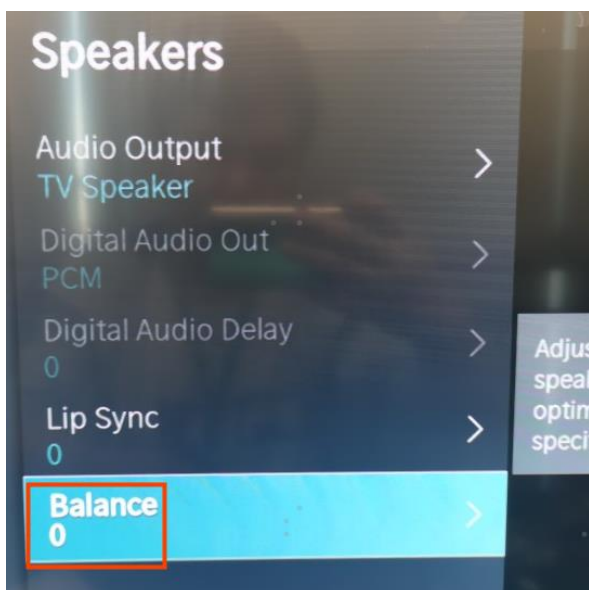 Speakers
Audio Output
TV Speaker
Digital Audio Out
PCM
Digital Audio Delay
0
Lip Sync
0
Balance
0